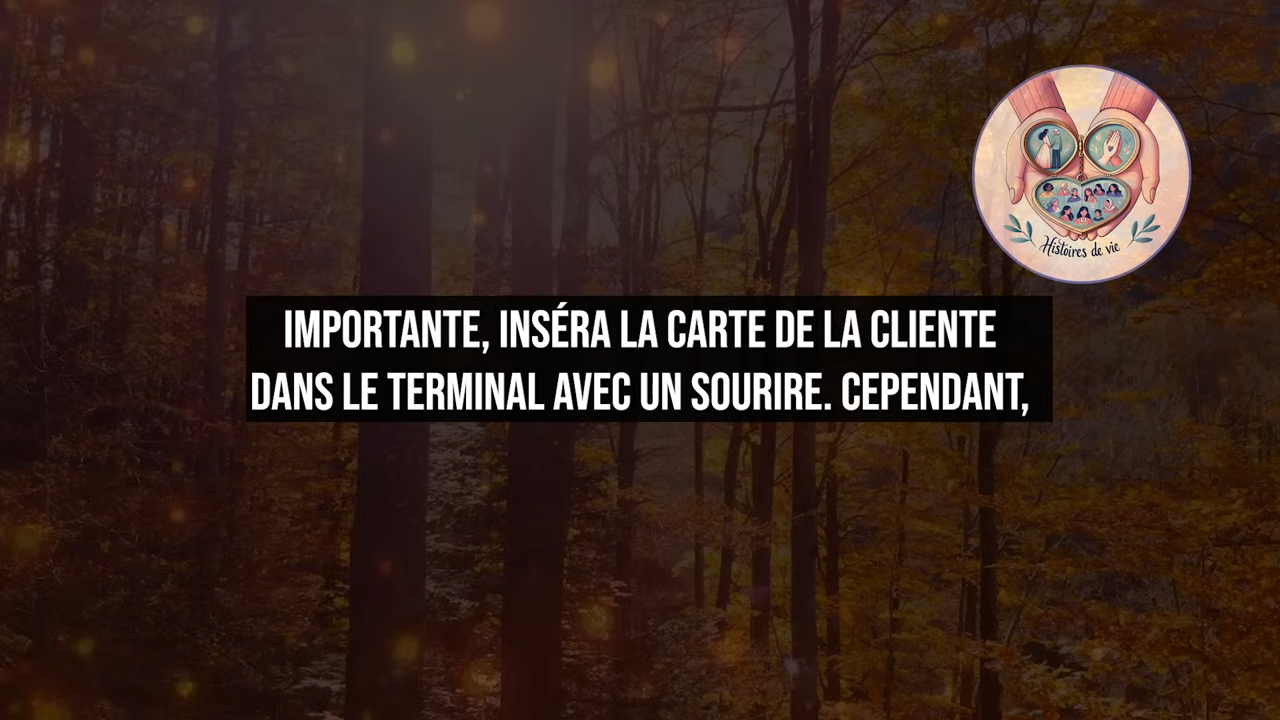 Histoires de vie
IMPORTANTE, INSÉRA LA CARTE DE LA CLIENTE
DANS LE TERMINAL AVEC UN SOURIRE. CEPENDANT,